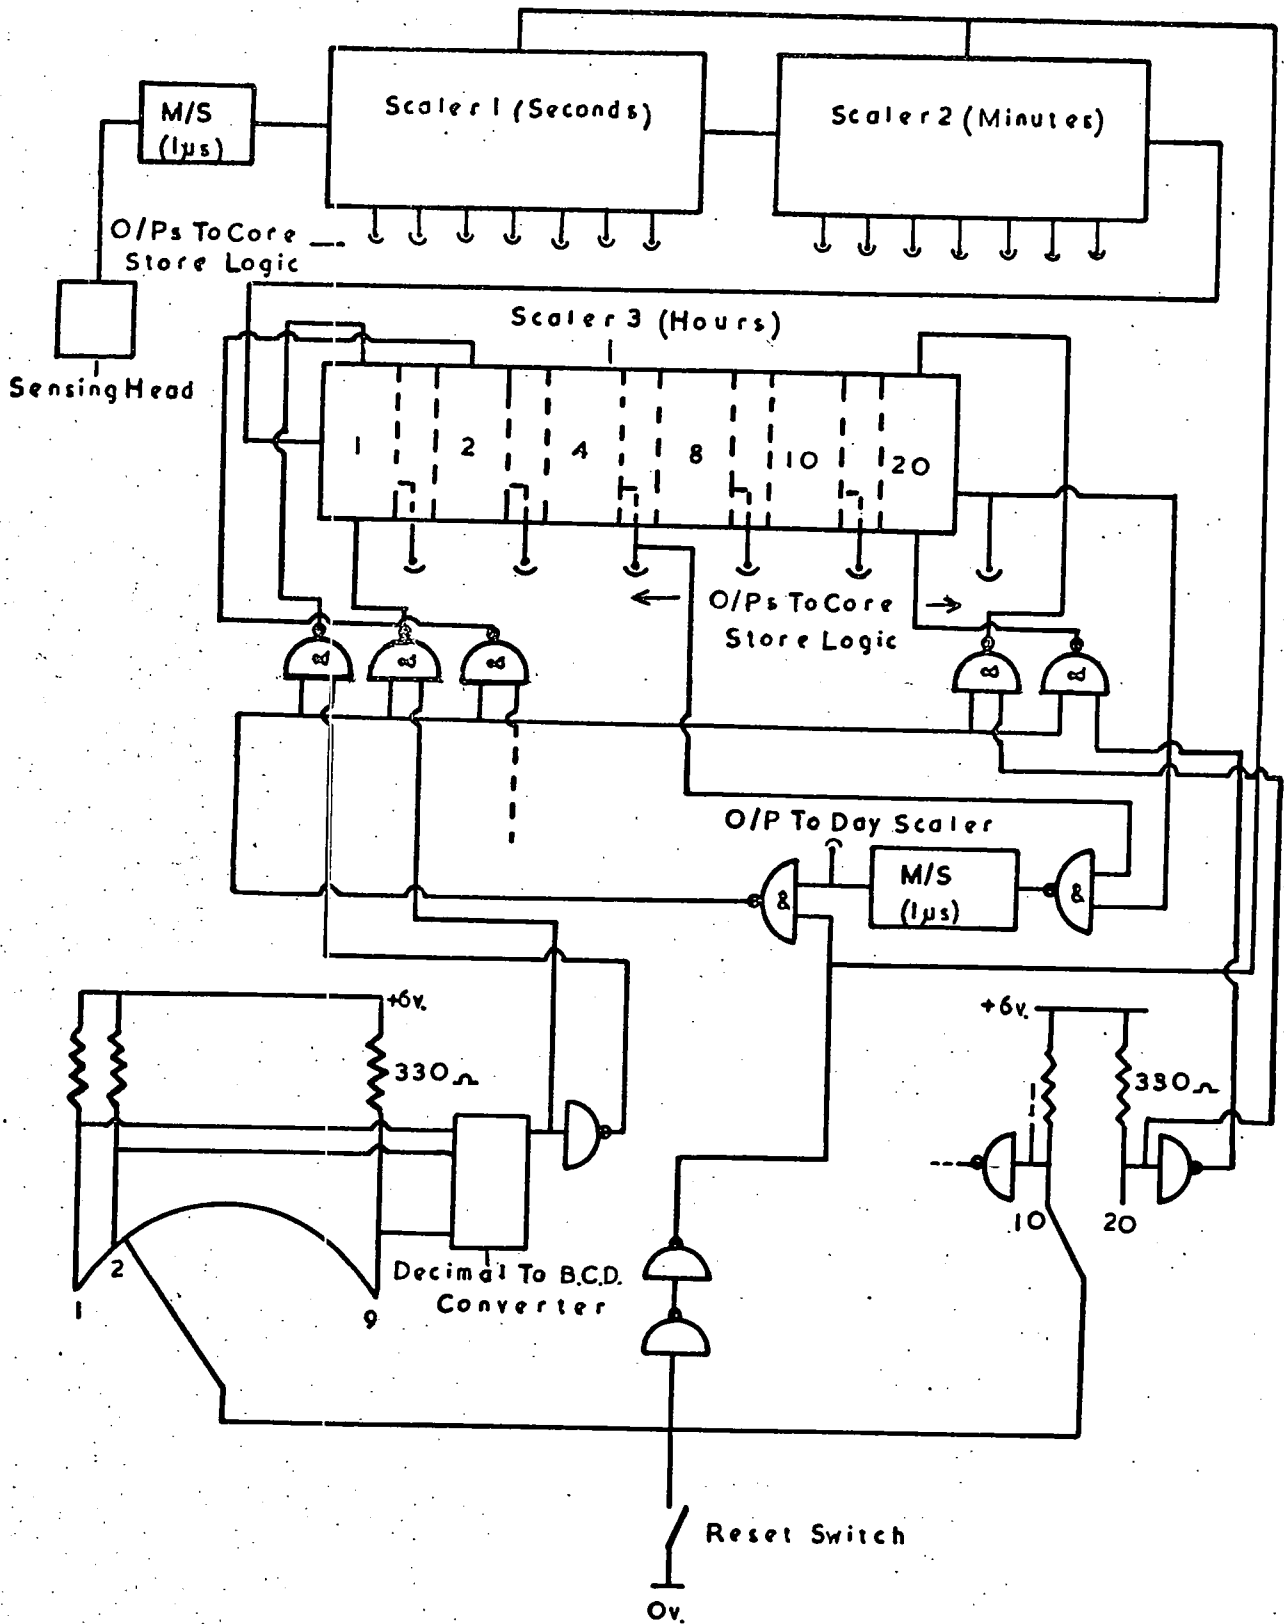 M/S
(1µs)
Scaler 1 (Seconds)
Scaler 2 (Minutes)
O/Ps To Core
Store Logic
Sensing Head
Scaler 3 (Hours)
1 2 4 8 10 20
← O/Ps To Core →
Store Logic
& & & & &
O/P To Day Scaler
& M/S &
(1µs)
+6v.
330Ω
+6v.
330Ω
10 20
2
1 9
Decimal To B.C.D.
Converter
Reset Switch
0v.